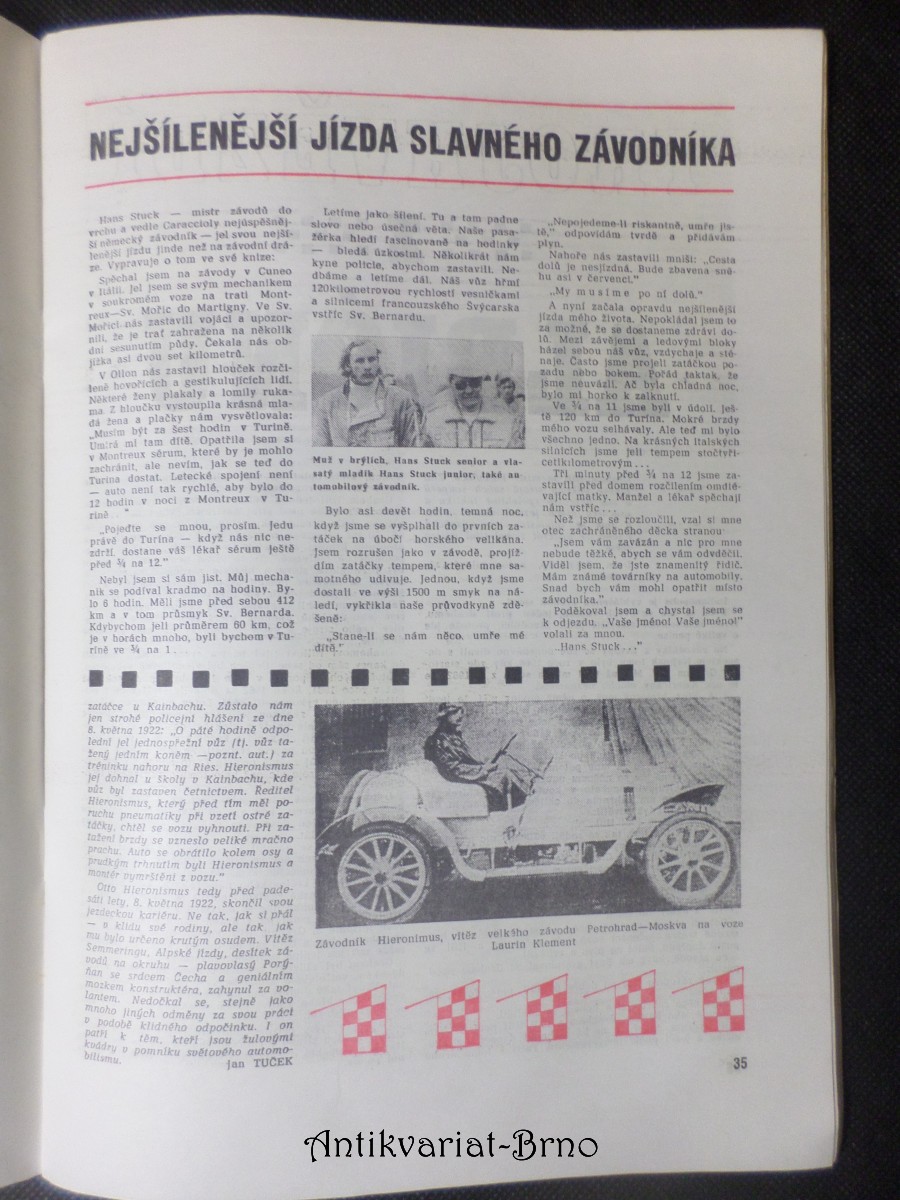 NEJŠÍLENĚJŠÍ JÍZDA SLAVNÉHO ZÁVODNÍKA
Hans Stuck — mistr závodů do
vrchu a vedle Caraccioly nejúspěšněj-
ší německý závodník — jel svou nejší-
lenější jízdu jinde než na závodní drá-
ze. Vypravuje o tom ve své knize:
Spěchal jsem na závody v Cuneo
v Itálii. Jel jsem se svým mechanikem
v soukromém voze na trati Mont-
reux—Sv. Mořic do Martigny. Ve Sv.
Mořici nás zastavili vojáci a upozor-
nili, že je trať zahražena na několik
dní sesunutím půdy. Čekala nás ob-
jížka asi dvou set kilometrů.
V Ollon nás zastavil hlouček rozči-
leně hovořících a gestikulujících lidí.
Některé ženy plakaly a lomily ruka-
ma. Z hloučku vystoupila krásná mla-
dá žena a plačky nám vysvětlovala:
„Musím být za šest hodin v Turině.
Umírá mi tam dítě. Opatřila jsem si
v Montreux sérum, které by je mohlo
zachránit, ale nevím, jak se teď do
Turina dostat. Letecké spojení není
— auto není tak rychlé, aby bylo do
12 hodin v noci z Montreux v Tu-
rině . . “
„Pojeďte se mnou, prosím. Jedu
právě do Turina — když nás nic ne-
zdrží, dostane váš lékař sérum ještě
před ¾ na 12.“
Nebyl jsem si sám jist. Můj mecha-
nik se podíval kradmo na hodiny. By-
lo 6 hodin. Měli jsme před sebou 412
km a v tom průsmyk Sv. Bernarda.
Kdybychom jeli průměrem 60 km, což
je v horách mnoho, byli bychom v Tu-
rině ve ¾ na 1.
Letíme jako šílení. Tu a tam padne
slovo nebo úsečná věta. Naše pasa-
žérka hledí fascinovaně na hodinky
— bledá úzkostmi. Několikrát nám
kyne policie, abychom zastavili. Ne-
dbáme a letíme dál. Náš vůz hřmí
120kilometrovou rychlostí vesničkami
a silnicemi francouzského Švýcarska
vstříc Sv. Bernardu.
Muž v brýlích, Hans Stuck senior a vla-
satý mladík Hans Stuck junior, také au
tomobilový závodník.
Bylo asi devět hodin, temná noc,
když jsme se vyšplhali do prvních za-
táček na úbočí horského velikána.
Jsem rozrušen jako v závodě, projíž-
dím zatáčky tempem, které mne sa-
motného udivuje. Jednou, když jsme
dostali ve výši 1500 m smyk na ná-
ledí, vykřikla naše průvodkyně zdě-
šeně:
„Stane-li se nám něco, umře mé
dítě.“
„Nepojedeme-li riskantně, umře jis-
tě,“ odpovídám tvrdě a přidávám
plyn.
Nahoře nás zastavili mniši: „Cesta
dolů je nesjízdná. Bude zbavena sně-
hu asi v červenci.“
„My musíme po ní dolů.“
A nyní začala opravdu nejšílenější
jízda mého života. Nepokládal jsem to
za možné, že se dostaneme zdrávi do-
lů. Mezi závějemi a ledovými bloky
házel sebou náš vůz, vzdychaje a sté-
naje. Často jsme projeli zatáčkou po-
zadu nebo bokem. Pořád taktak, že
jsme neuvázli. Ač byla chladná noc,
bylo mi horko k zalknutí.
Ve ¾ na 11 jsme byli v údolí. Ješ-
tě 120 km do Turina. Mokré brzdy
mého vozu selhávaly. Ale teď mi bylo
všechno jedno. Na krásných italských
silnicích jsme jeli tempem stočtyři-
cetikilometrovým . . .
Tři minuty před ¾ na 12 jsme za-
stavili před domem rozčilením omdlé-
vající matky. Manžel a lékař spěchají
nám vstříc . . .
Než jsme se rozloučili, vzal si mne
otec zachráněného děcka stranou:
„Jsem vám zavázán a nic pro mne
nebude těžké, abych se vám odvděčil.
Viděl jsem, že jste znamenitý řidič.
Mám známé továrníky na automobily.
Snad bych vám mohl opatřit místo
závodníka.“
Poděkoval jsem a chystal jsem se
k odjezdu. „Vaše jméno! Vaše jméno!“
volali za mnou.
„Hans Stuck . . .“
zatáčce u Kainbachu. Zůstalo nám
jen strohé policejní hlášení ze dne
8. května 1922: „O páté hodině odpo-
lední jel jednospřežní vůz (tj. vůz ta-
žený jedním koněm —pozn t. aut.) za
tréninku nahoru na Ries. Hieronismus
jej dohnal u školy v Kainbachu, kde
vůz byl zastaven četnictvem. Ředitel
Hieronismus, který před tím měl po-
ruchu pneumatiky při vzetí ostré za-
táčky, chtěl se vozu vyhnouti. Při za-
tažení brzdy se vzneslo veliké mračno
prachu. Auto se obrátilo kolem osy a
prudkým trhnutím byli Hieronismus a
montér vymrštěni z vozu.“
Otto Hieronismus tedy před pade-
sáti lety, 8. května 1922, skončil svou
jezdeckou kariéru. Ne tak, jak si přál
— v klidu své rodiny, ale tak jak
mu bylo určeno krutým osudem. Vítěz
Semmeringu, Alpské jízdy, desítek zá-
vodů na okruhu — plavovlasý Porý-
ňan se srdcem Čecha a geniálním
mozkem konstruktéra, zahynul za vo-
lantem. Nedočkal se, stejně jako
mnoho jiných odměny za svou práci
v podobě klidného odpočinku. I on
patří k těm, kteří jsou žulovými
kvádry v pomníku světového automo-
bilismu.
Jan TUČEK
Závodník Hieronimus, vítěz velkého závodu Petrohrad—Moskva na voze
Laurin Klement
35
Antikvariat-Brno